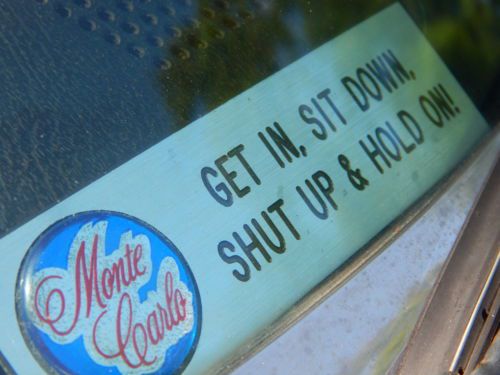 GET IN, SIT DOWN,
SHUT UP & HOLD ON!
Monte
Carlo